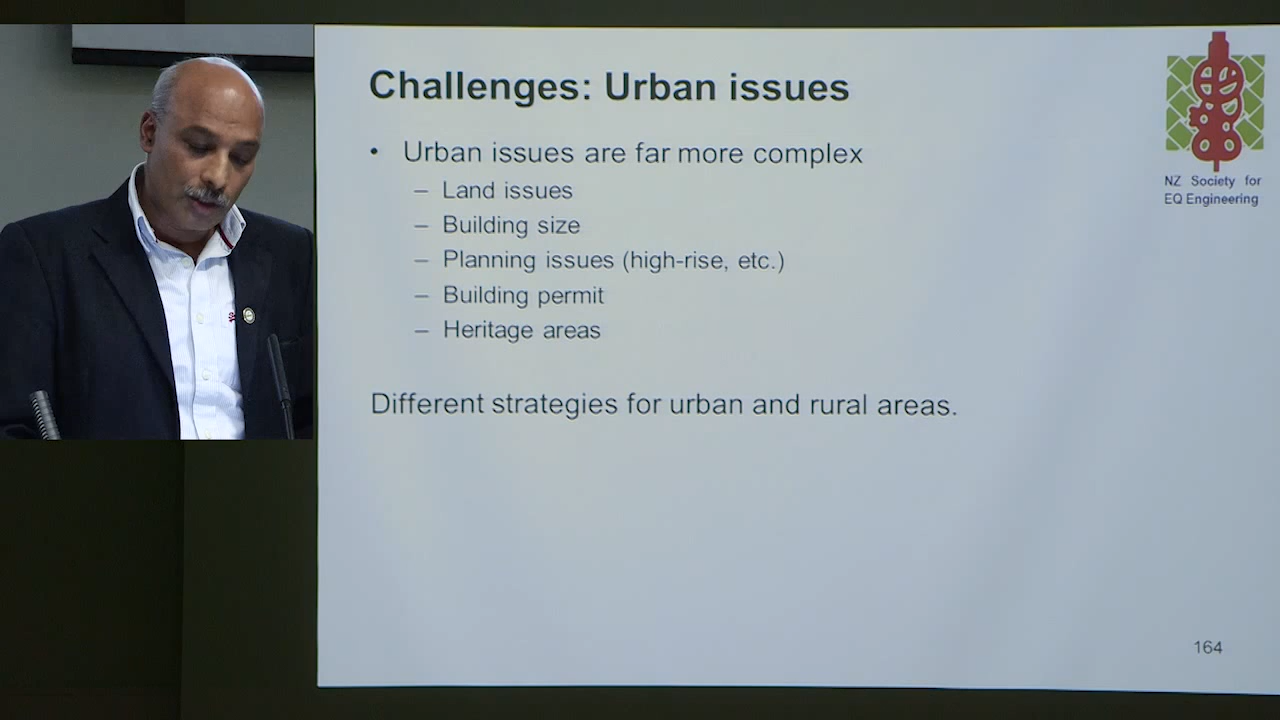 Challenges: Urban issues
• Urban issues are far more complex
– Land issues
– Building size
– Planning issues (high-rise, etc.)
– Building permit
– Heritage areas
Different strategies for urban and rural areas.
NZ Society for
EQ Engineering
164